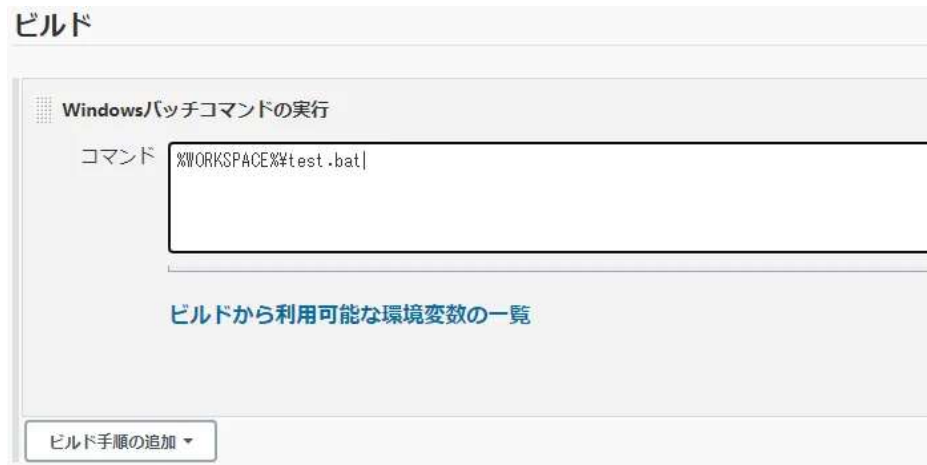 ビルド
Windowsバッチコマンドの実行
コマンド
%WORKSPACE%¥test.bat
ビルドから利用可能な環境変数の一覧
ビルド手順の追加